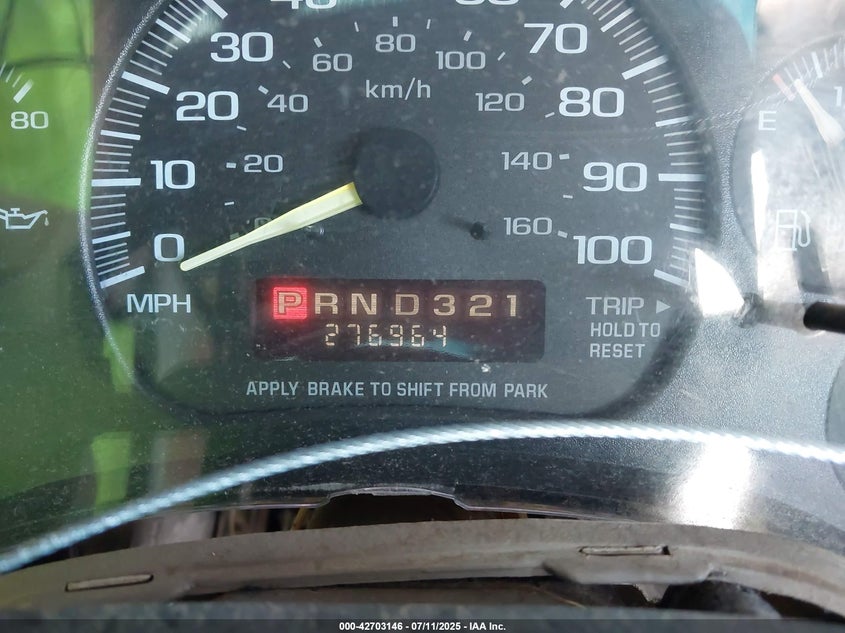 40
60
30
80
70
60
100
80
km/h
20
40
120
80
E
10
20
140
90
0
160
100
PRND321
MPH
TRIP ▸
276964
HOLD TO
RESET
APPLY BRAKE TO SHIFT FROM PARK
000-42703146 - 07/11/2025 - IAA Inc.